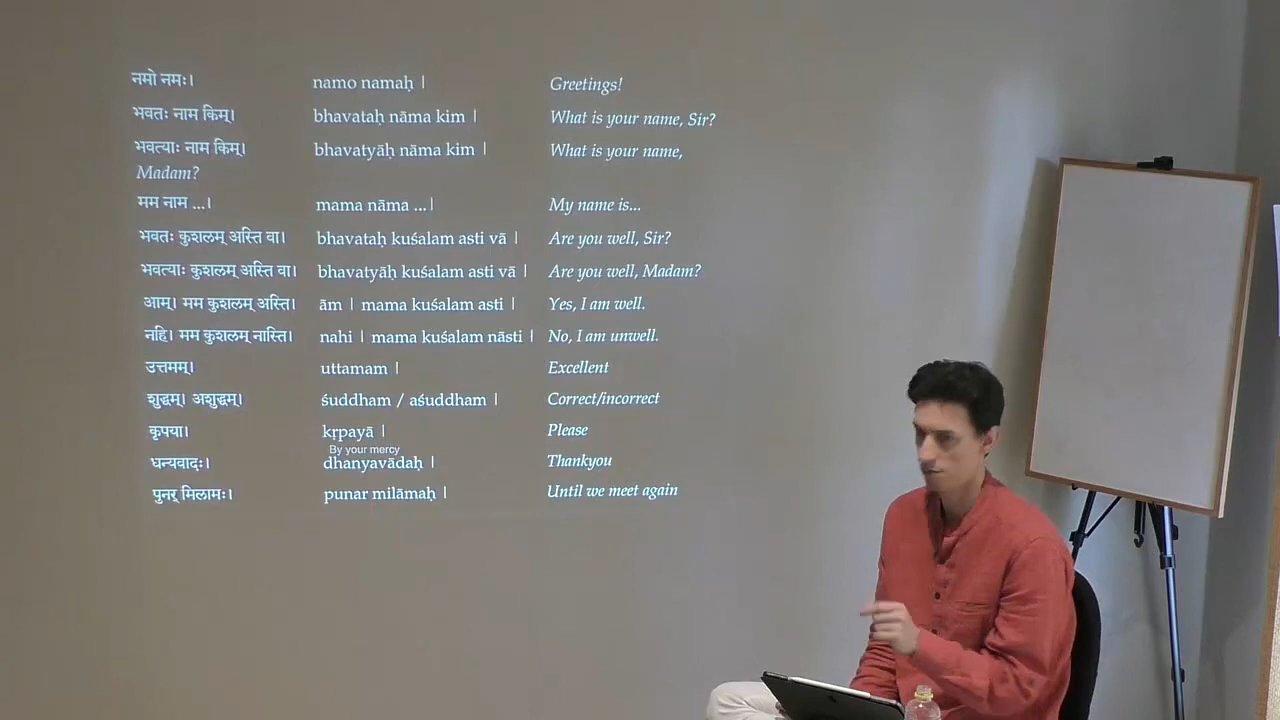 नमो नमः। namo namaḥ | Greetings!
भवतः नाम किम्। bhavataḥ nāma kim | What is your name, Sir?
भवत्याः नाम किम्। bhavatyāḥ nāma kim | What is your name,
Madam?
मम नाम ...। mama nāma ... | My name is...
भवतः कुशलम् अस्ति वा। bhavataḥ kuśalam asti vā | Are you well, Sir?
भवत्याः कुशलम् अस्ति वा। bhavatyāḥ kuśalam asti vā | Are you well, Madam?
आम्। मम कुशलम् अस्ति। ām | mama kuśalam asti | Yes, I am well.
नहि। मम कुशलम् नास्ति। nahi | mama kuśalam nāsti | No, I am unwell.
उत्तमम्। uttamam | Excellent
शुद्धम्। अशुद्धम्। śuddham / aśuddham | Correct/incorrect
कृपया। kṛpayā | Please
By your mercy
धन्यवादः। dhanyavādaḥ | Thankyou
पुनर् मिलामः। punar milāmaḥ | Until we meet again